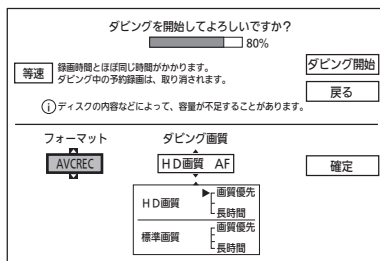 ダビングを開始してよろしいですか？
80%
等速
録画時間とほぼ同じ時間がかかります。
ダビング中の予約録画は、取り消されます。
ダビング開始
戻る
ⓘディスクの内容などによって、容量が不足することがあります。
フォーマット
ダビング画質
AVCREC
HD画質 AF
確定
HD画質
画質優先
長時間
標準画質
画質優先
長時間